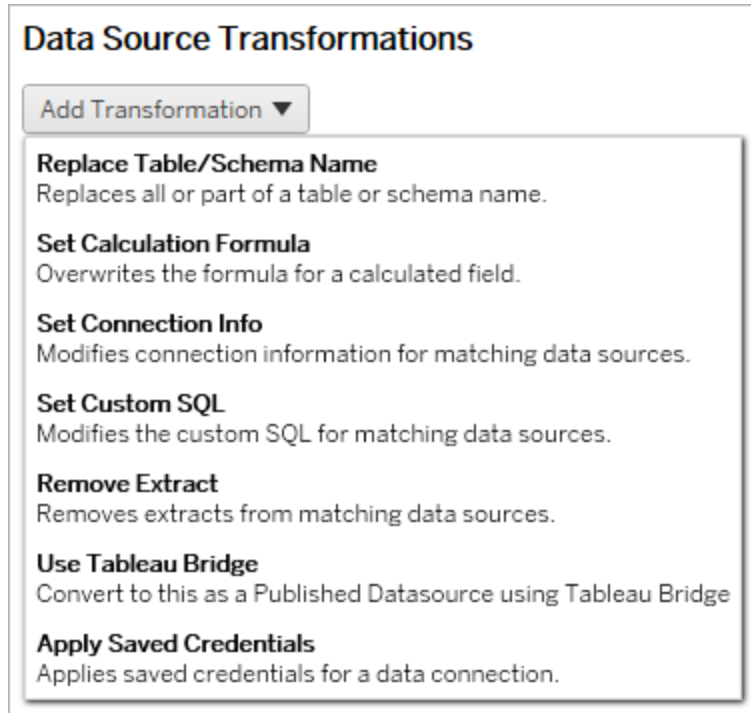 Data Source Transformations
Add Transformation ▼
Replace Table/Schema Name
Replaces all or part of a table or schema name.
Set Calculation Formula
Overwrites the formula for a calculated field.
Set Connection Info
Modifies connection information for matching data sources.
Set Custom SQL
Modifies the custom SQL for matching data sources.
Remove Extract
Removes extracts from matching data sources.
Use Tableau Bridge
Convert to this as a Published Datasource using Tableau Bridge
Apply Saved Credentials
Applies saved credentials for a data connection.